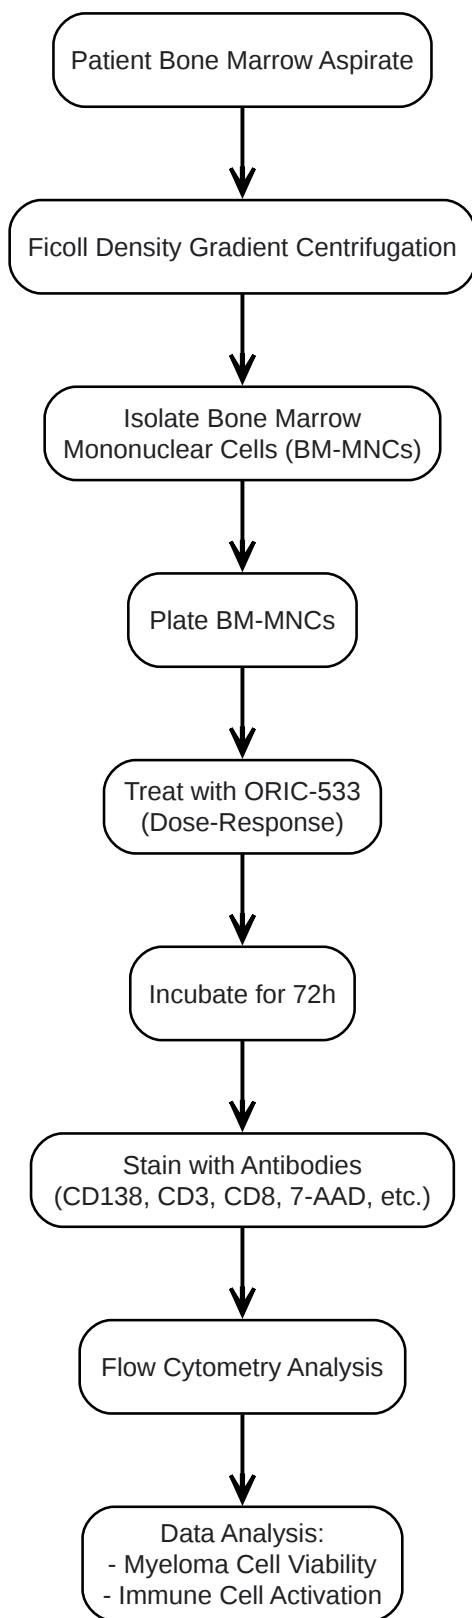 Patient Bone Marrow Aspirate
Ficoll Density Gradient Centrifugation
Isolate Bone Marrow
Mononuclear Cells (BM-MNCs)
Plate BM-MNCs
Treat with ORIC-533
(Dose-Response)
Incubate for 72h
Stain with Antibodies
(CD138, CD3, CD8, 7-AAD, etc.)
Flow Cytometry Analysis
Data Analysis:
- Myeloma Cell Viability
- Immune Cell Activation